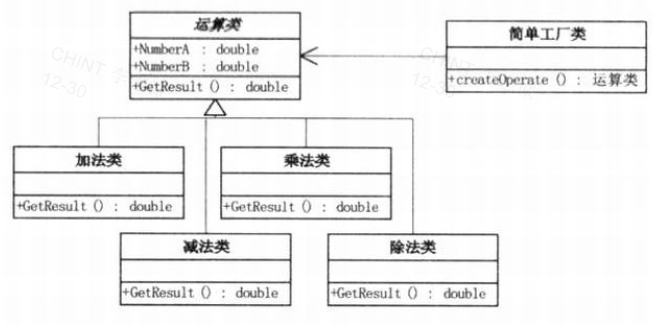 运算类
+NumberA : double
+NumberB : double
+GetResult () : double
简单工厂类
+createOperate () : 运算类
加法类
+GetResult () : double
乘法类
+GetResult () : double
减法类
+GetResult () : double
除法类
+GetResult () : double
CHINT
12-30
12-30